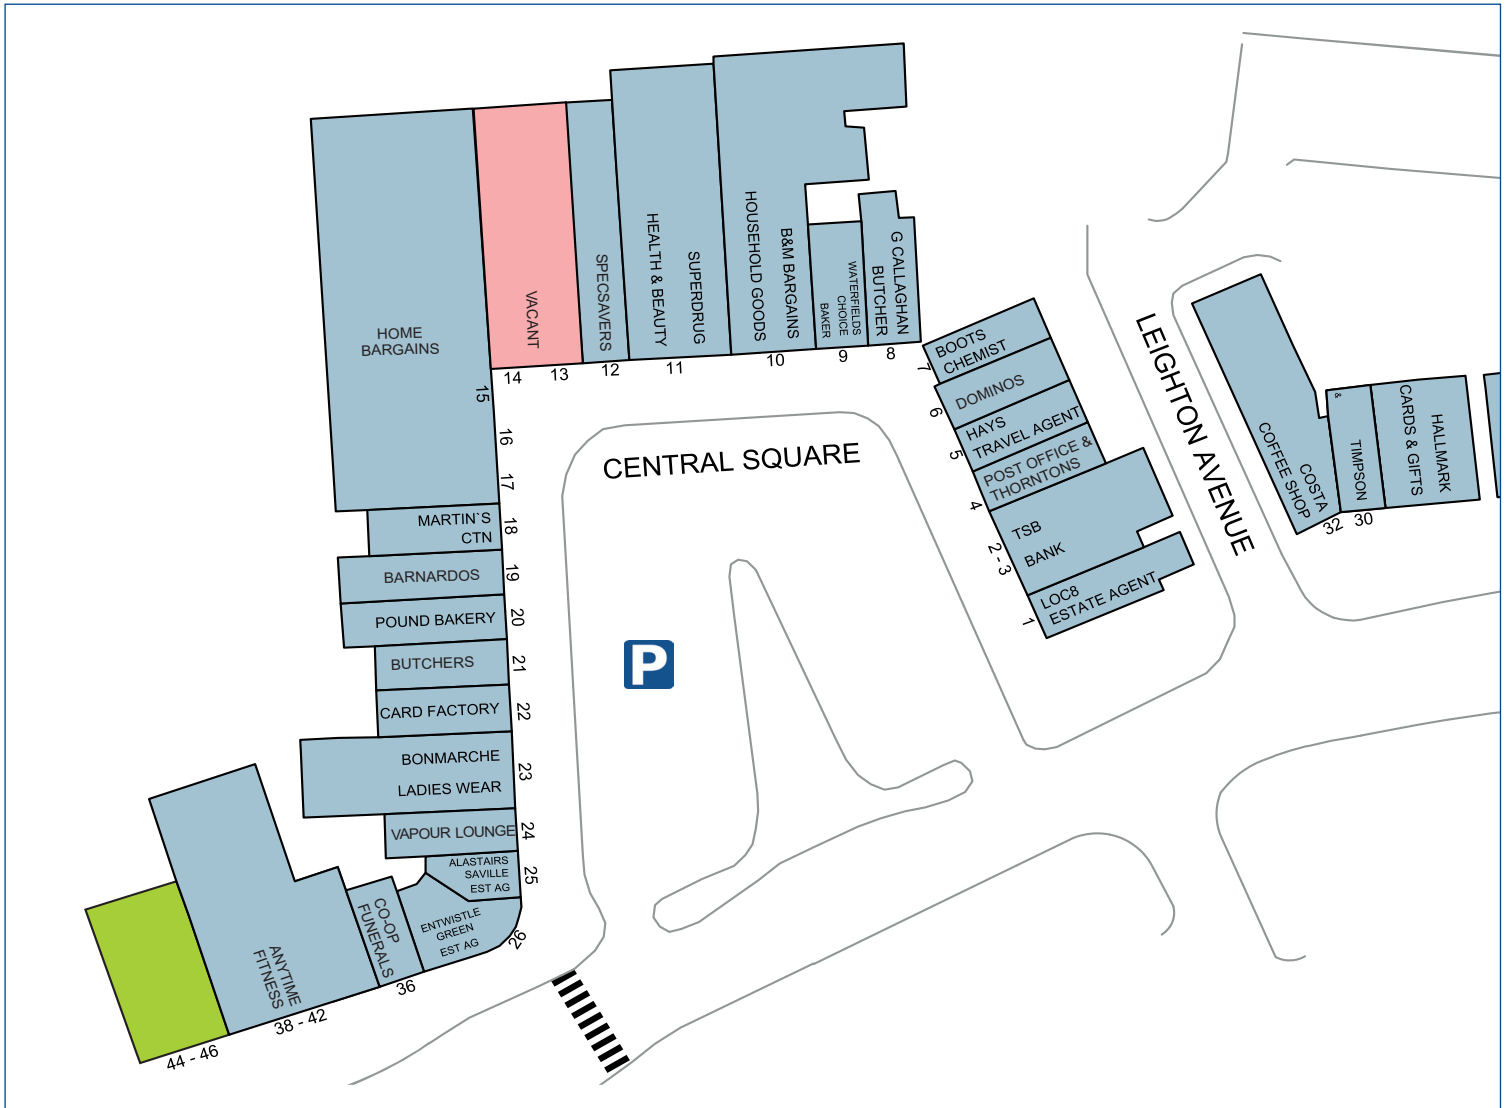 HOME
BARGAINS
15
16
17
VACANT
14
13
SPECSAVERS
12
HEALTH & BEAUTY
SUPERDRUG
11
HOUSEHOLD GOODS
B&M BARGAINS
10
WATERFIELDS
CHOICE
BAKER
9
G CALLAGHAN
BUTCHER
8
BOOTS
CHEMIST
7
DOMINOS
6
HAYS
TRAVEL AGENT
5
POST OFFICE &
THORNTONS
4
TSB
BANK
2 - 3
LOC8
ESTATE AGENT
1
LEIGHTON AVENUE
COSTA
COFFEE SHOP
32
&
TIMPSON
30
HALLMARK
CARDS & GIFTS
CENTRAL SQUARE
P
MARTIN`S
CTN
18
BARNARDOS
19
POUND BAKERY
20
BUTCHERS
21
CARD FACTORY
22
BONMARCHE
LADIES WEAR
23
VAPOUR LOUNGE
24
ALASTAIRS
SAVILLE
EST AG
25
ENTWISTLE
GREEN
EST AG
26
CO-OP
FUNERALS
36
ANYTIME
FITNESS
38 - 42
44 - 46